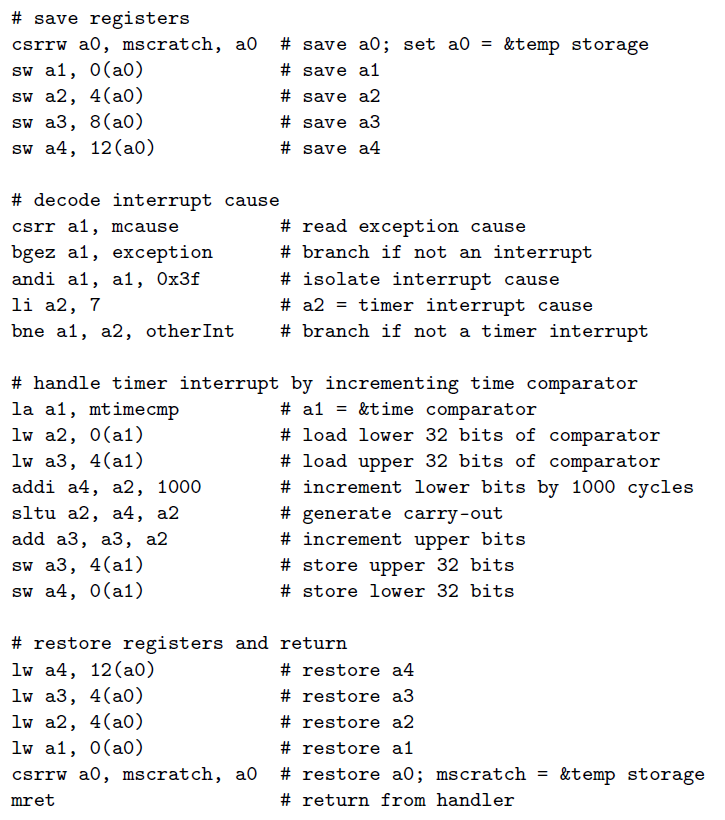 # save registers
csrrw a0, mscratch, a0 # save a0; set a0 = &temp storage
sw a1, 0(a0) # save a1
sw a2, 4(a0) # save a2
sw a3, 8(a0) # save a3
sw a4, 12(a0) # save a4

# decode interrupt cause
csrr a1, mcause # read exception cause
bgez a1, exception # branch if not an interrupt
andi a1, a1, 0x3f # isolate interrupt cause
li a2, 7 # a2 = timer interrupt cause
bne a1, a2, otherInt # branch if not a timer interrupt

# handle timer interrupt by incrementing time comparator
la a1, mtimecmp # a1 = &time comparator
lw a2, 0(a1) # load lower 32 bits of comparator
lw a3, 4(a1) # load upper 32 bits of comparator
addi a4, a2, 1000 # increment lower bits by 1000 cycles
sltu a2, a4, a2 # generate carry-out
add a3, a3, a2 # increment upper bits
sw a3, 4(a1) # store upper 32 bits
sw a4, 0(a1) # store lower 32 bits

# restore registers and return
lw a4, 12(a0) # restore a4
lw a3, 4(a0) # restore a3
lw a2, 4(a0) # restore a2
lw a1, 0(a0) # restore a1
csrrw a0, mscratch, a0 # restore a0; mscratch = &temp storage
mret # return from handler